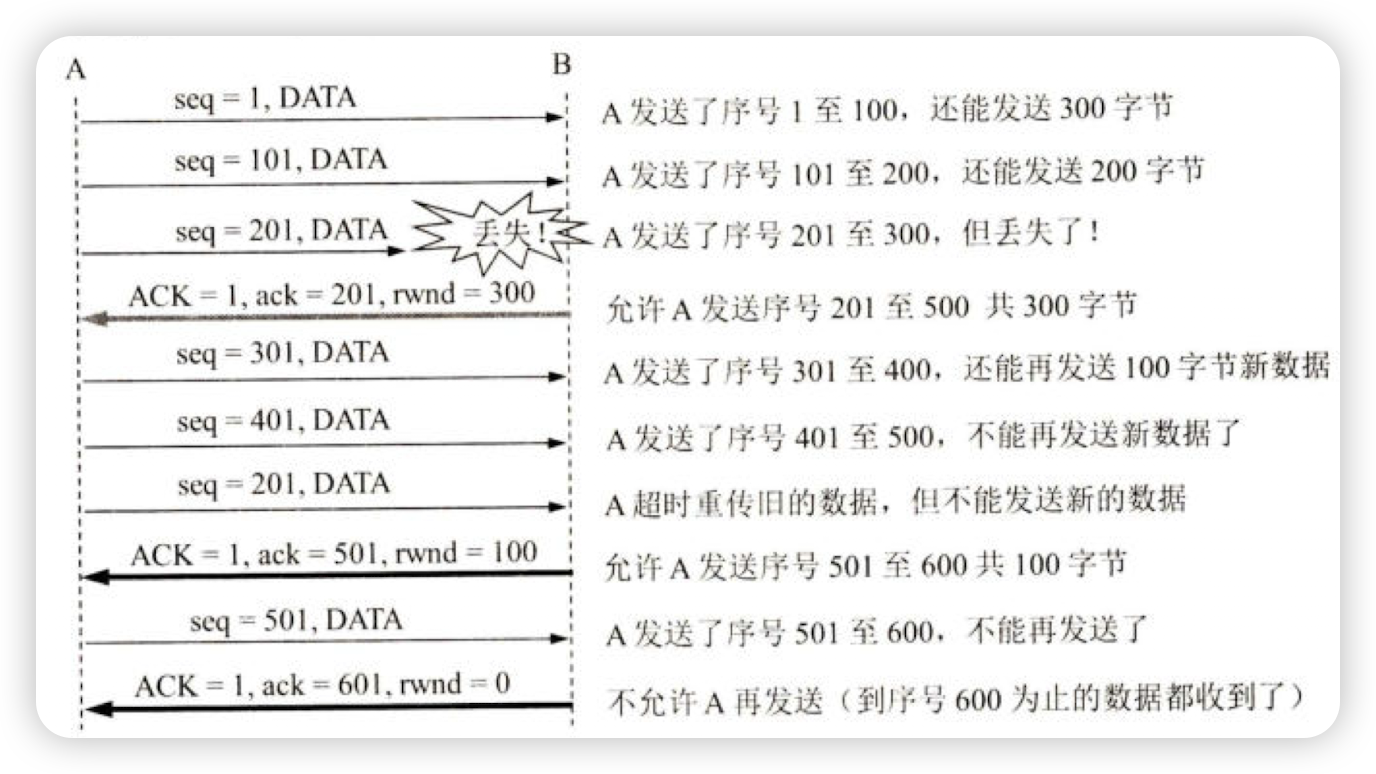 A B
seq = 1, DATA A 发送了序号 1 至 100，还能发送 300 字节
seq = 101, DATA A 发送了序号 101 至 200，还能发送 200 字节
seq = 201, DATA 丢失！ A 发送了序号 201 至 300，但丢失了！
ACK = 1, ack = 201, rwnd = 300 允许 A 发送序号 201 至 500 共 300 字节
seq = 301, DATA A 发送了序号 301 至 400，还能再发送 100 字节新数据
seq = 401, DATA A 发送了序号 401 至 500，不能再发送新数据了
seq = 201, DATA A 超时重传旧的数据，但不能发送新的数据
ACK = 1, ack = 501, rwnd = 100 允许 A 发送序号 501 至 600 共 100 字节
seq = 501, DATA A 发送了序号 501 至 600，不能再发送了
ACK = 1, ack = 601, rwnd = 0 不允许 A 再发送（到序号 600 为止的数据都收到了）